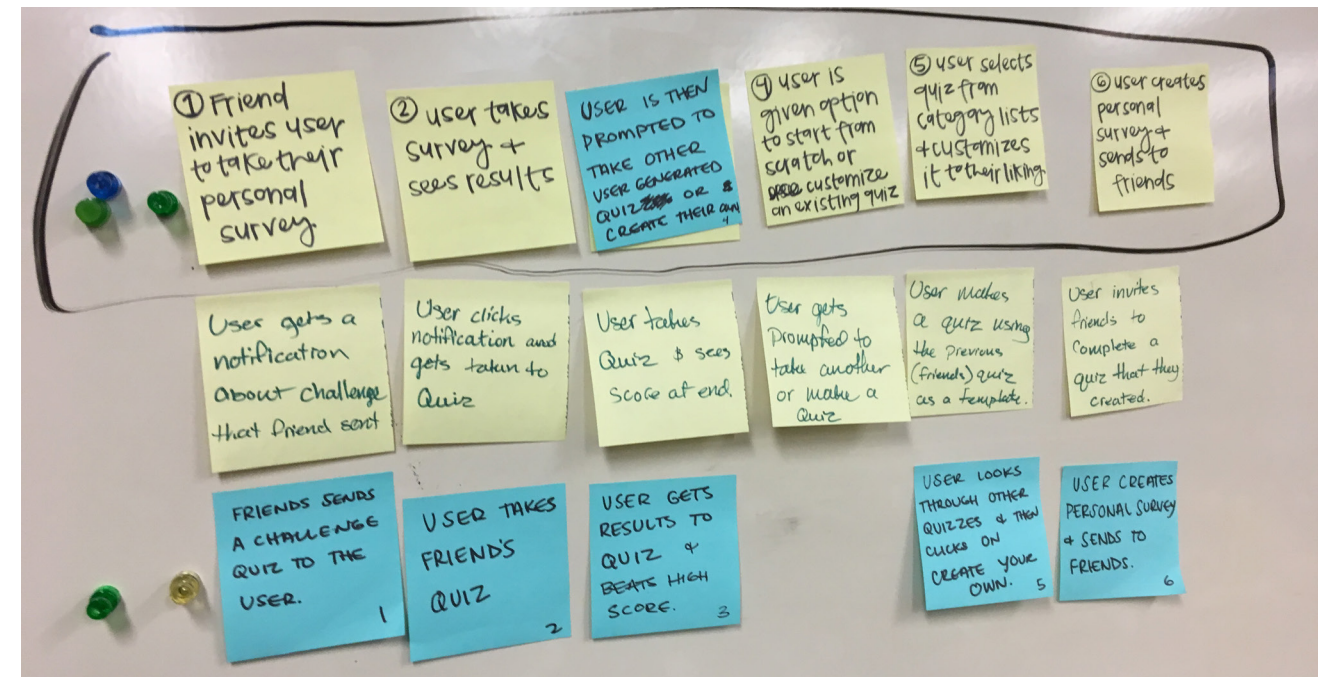 ① Friend
invites user
to take their
personal
survey.
② user takes
survey +
sees results
USER IS THEN
PROMPTED TO
TAKE OTHER
USER GENERATED
QUIZ OR
CREATE THEIR OWN
4
④ user is
given option
to start from
scratch or
customize
an existing quiz
⑤ user selects
quiz from
category lists
+ customizes
it to their liking.
⑥ user creates
personal
survey +
sends to
friends
User gets a
notification
about challenge
that friend sent
User clicks
notification and
gets taken to
Quiz
User takes
Quiz & sees
Score at end.
User gets
Prompted to
take another
or make a
Quiz
User makes
a quiz using
the previous
(friends) quiz
as a template.
User invites
friends to
Complete a
quiz that they
created.
FRIENDS SENDS
A CHALLENGE
QUIZ TO THE
USER.
1
USER TAKES
FRIEND'S
QUIZ
2
USER GETS
RESULTS TO
QUIZ &
BEATS HIGH
SCORE.
3
USER LOOKS
THROUGH OTHER
QUIZZES & THEN
CLICKS ON
CREATE YOUR
OWN.
5
USER CREATES
PERSONAL SURVEY
& SENDS TO
FRIENDS.
6